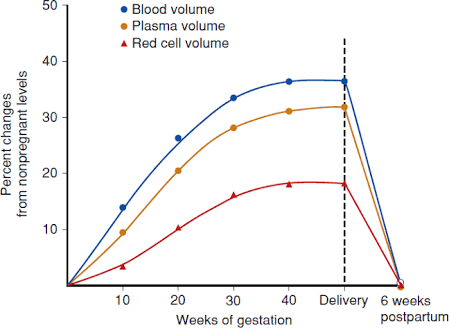 50
40
30
20
10
Percent changes
from nonpregnant levels
Blood volume
Plasma volume
Red cell volume
10 20 30 40 Delivery 6 weeks
postpartum
Weeks of gestation